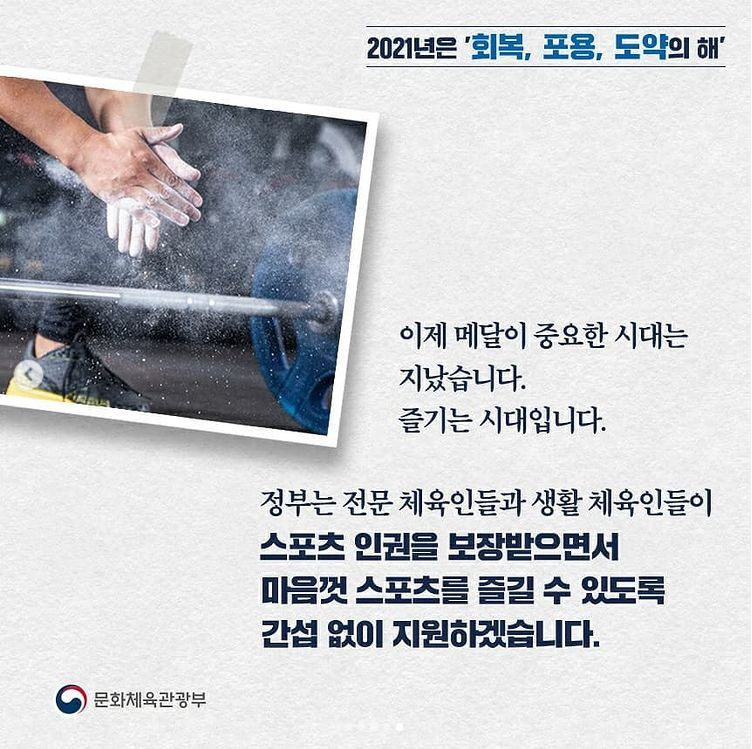 2021년은 '회복, 포용, 도약의 해'
이제 메달이 중요한 시대는
지났습니다.
즐기는 시대입니다.
정부는 전문 체육인들과 생활 체육인들이
스포츠 인권을 보장받으면서
마음껏 스포츠를 즐길 수 있도록
간섭 없이 지원하겠습니다.
문화체육관광부